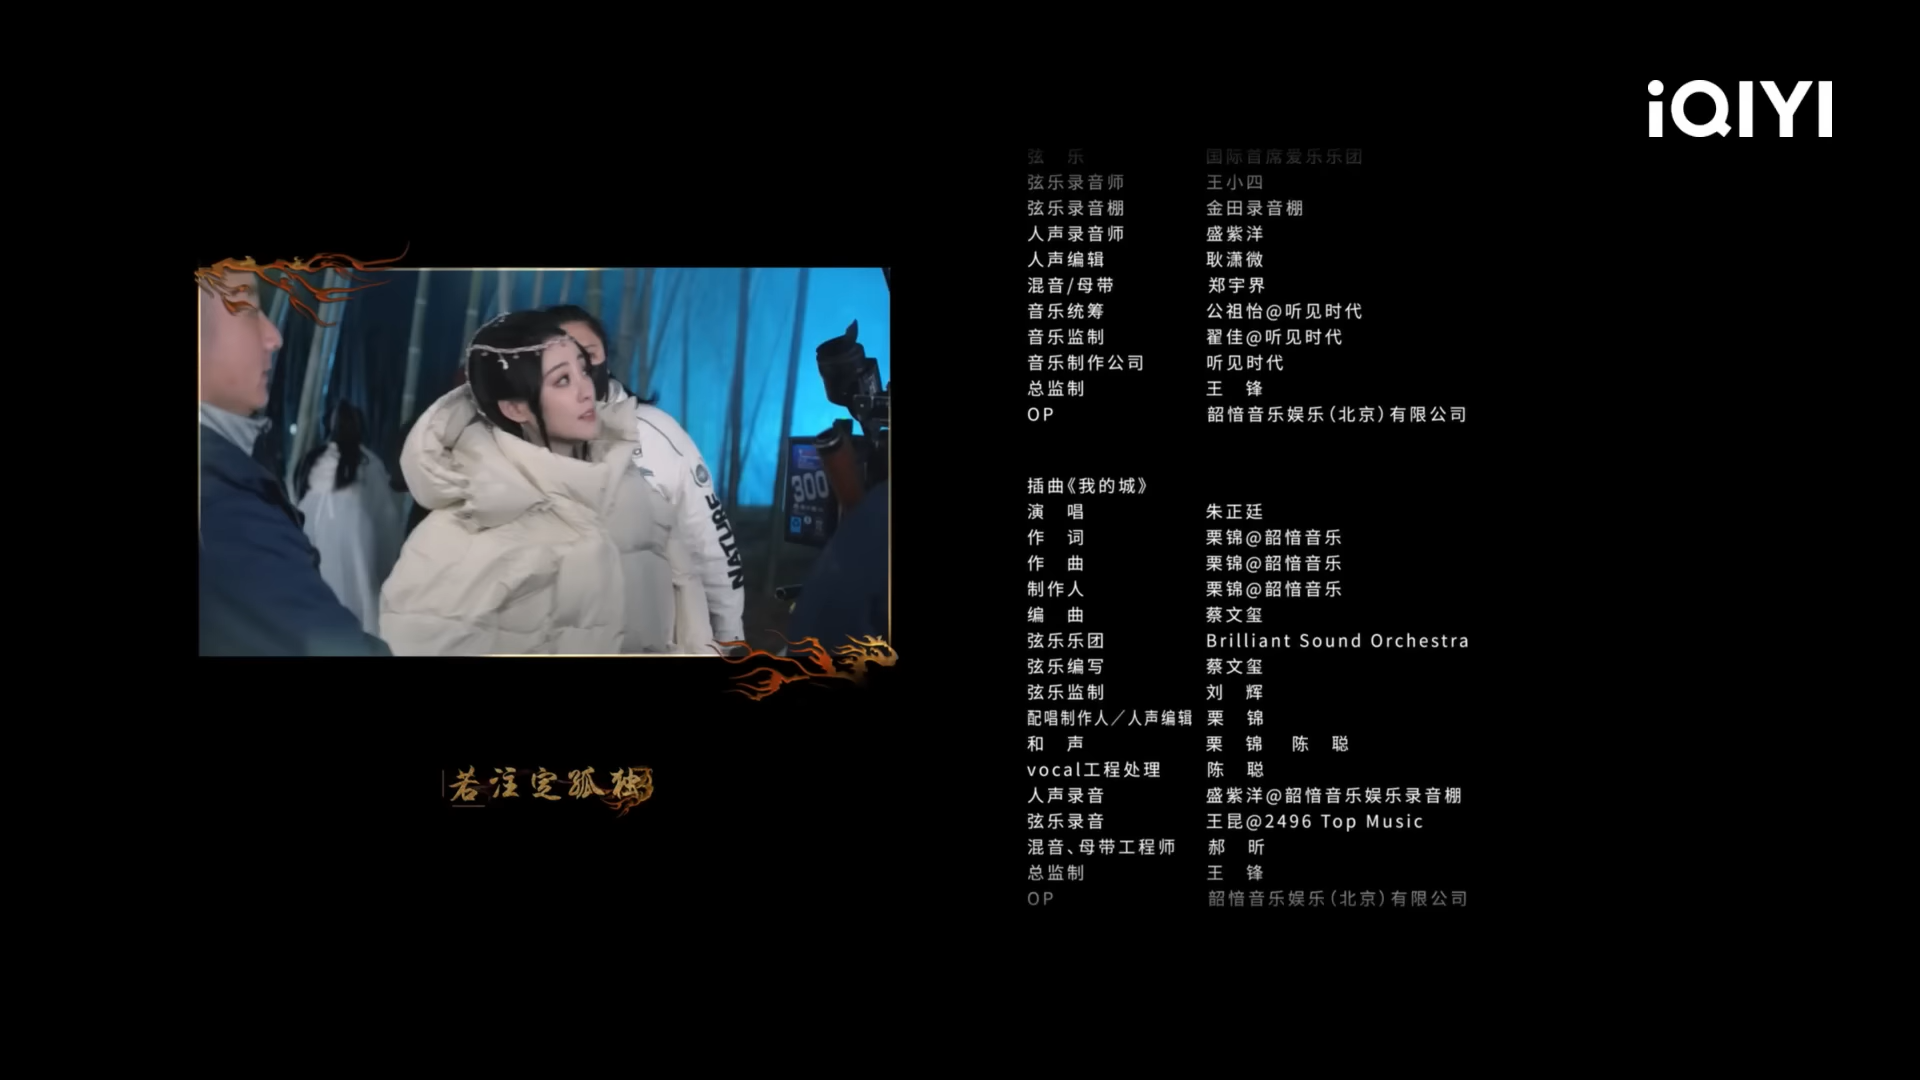 iQIYI
弦　乐　国际首席爱乐乐团
弦乐录音师　王小四
弦乐录音棚　金田录音棚
人声录音师　盛紫洋
人声编辑　耿潇微
混音/母带　郑宇界
音乐统筹　公祖怡@听见时代
音乐监制　翟佳@听见时代
音乐制作公司　听见时代
总监制　王　锋
OP　韶愔音乐娱乐(北京)有限公司
插曲《我的城》
演　唱　朱正廷
作　词　栗锦@韶愔音乐
作　曲　栗锦@韶愔音乐
制作人　栗锦@韶愔音乐
编　曲　蔡文玺
弦乐乐团　Brilliant Sound Orchestra
弦乐编写　蔡文玺
弦乐监制　刘　辉
配唱制作人／人声编辑　栗　锦
和　声　栗　锦　陈　聪
vocal工程处理　陈　聪
人声录音　盛紫洋@韶愔音乐娱乐录音棚
弦乐录音　王昆@2496 Top Music
混音、母带工程师　郝　昕
总监制　王　锋
OP　韶愔音乐娱乐(北京)有限公司
NATURE
300
若注定孤独